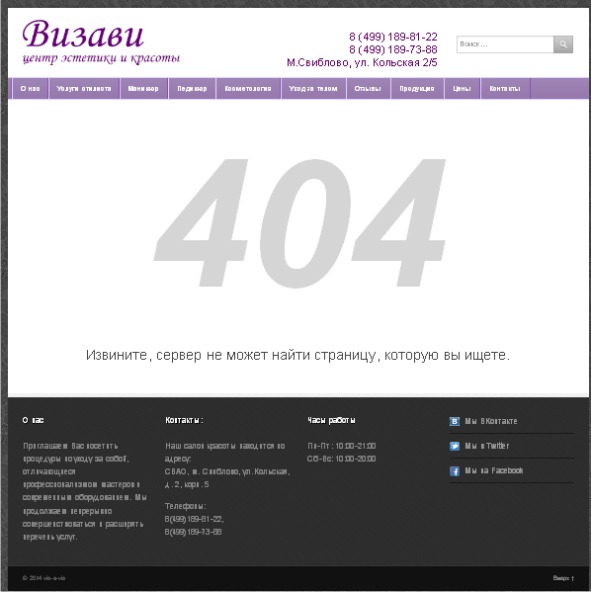 Визави
центр эстетики и красоты
8 (499) 189-81-22
8 (499) 189-73-88
М.Свиблово, ул. Кольская 2/5
Поиск ...
О нас Услуги стилиста Маникюр Педикюр Косметология Уход за телом Отзывы Продукция Цены Контакты
404
Извините, сервер не может найти страницу, которую вы ищете.
О нас
Приглашаем Вас посетить
процедуры по уходу за собой,
отличающиеся
профессионализмом мастеров и
современным оборудованием. Мы
продолжаем непрерывно
совершенствоваться и расширять
перечень услуг.
Контакты:
Наш салон красоты находится по
адресу:
СВАО, м. Свиблово, ул. Кольская,
д. 2, корп. 5
Телефоны:
8(499)189-81-22,
8(499)189-73-88
Часы работы
Пн-Пт: 10:00-21:00
Сб-Вс: 10:00-20:00
Мы ВКонтакте
Мы в Twitter
Мы на Facebook
© 2014 vis-a-vis
Вверх ↑